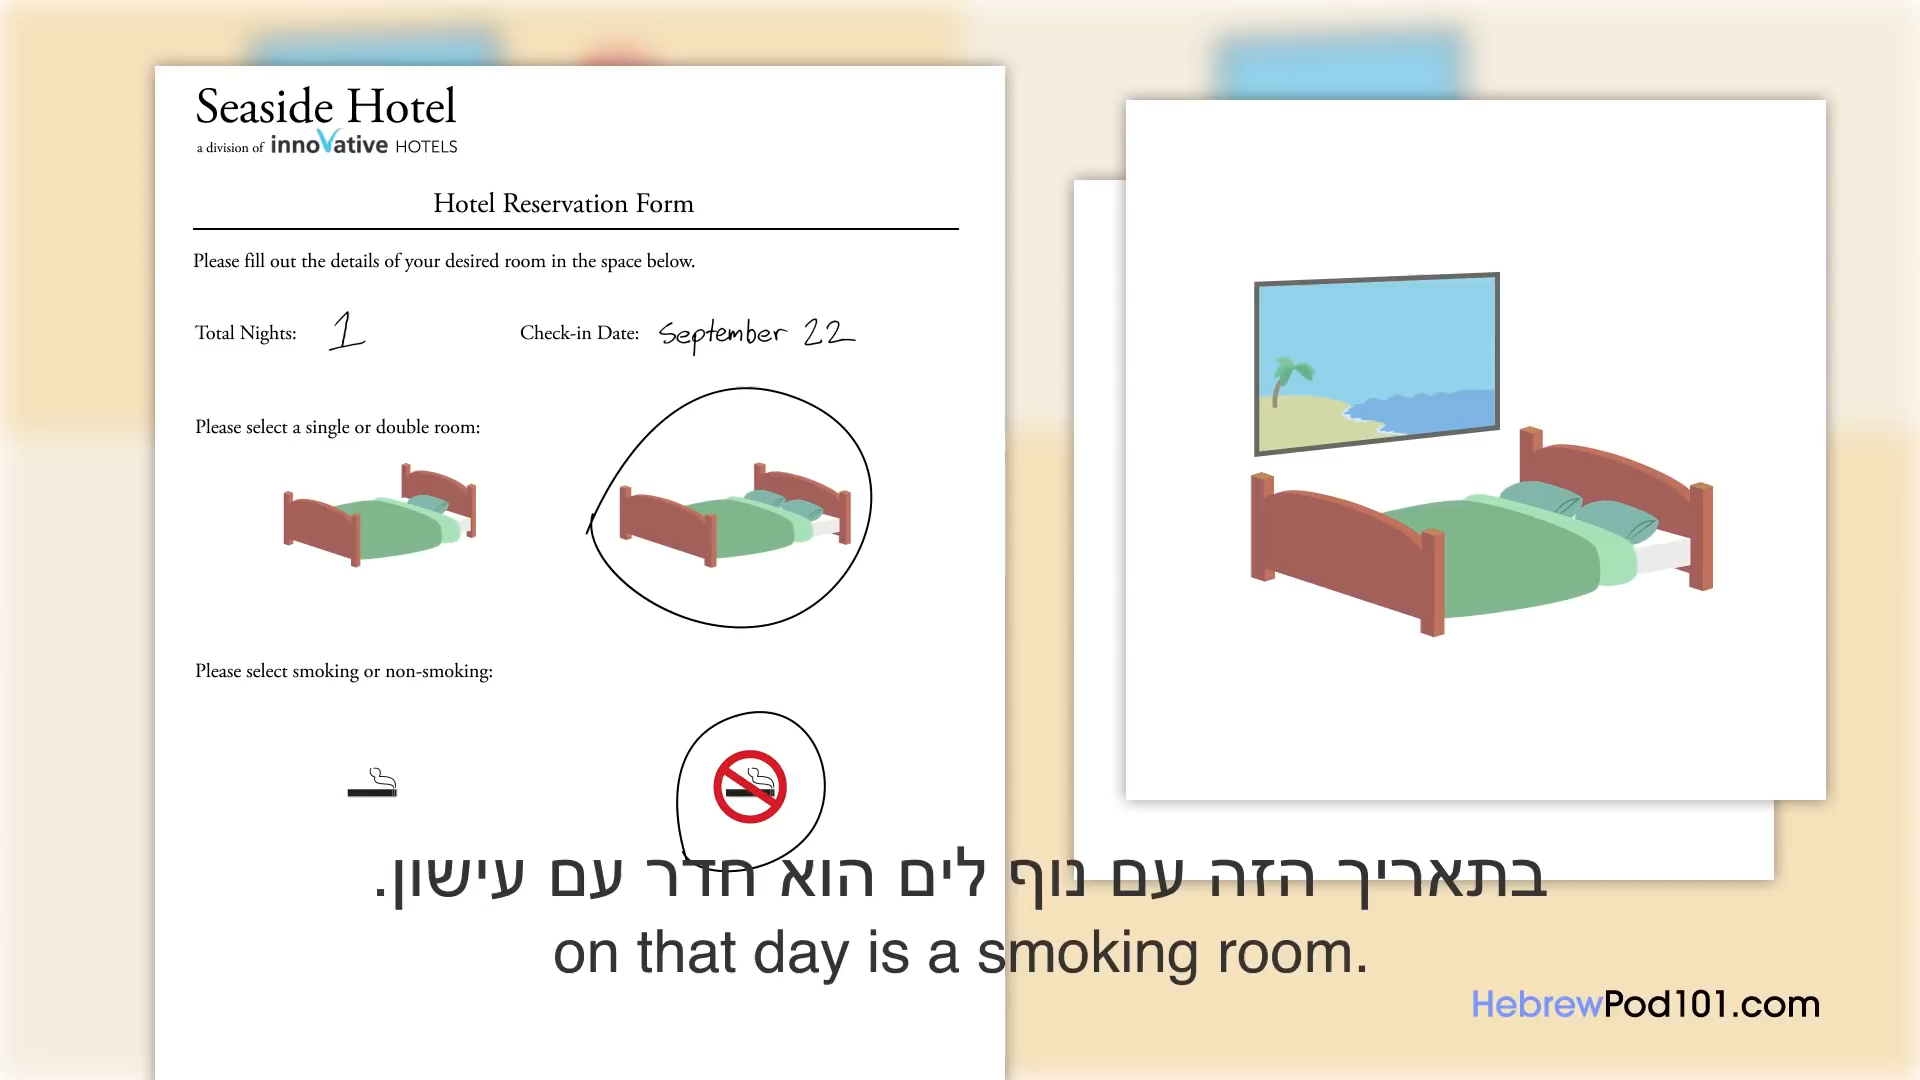 Seaside Hotel
a division of innovative HOTELS
Hotel Reservation Form
Please fill out the details of your desired room in the space below.
Total Nights: 1 Check-in Date: September 22
Please select a single or double room:
Please select smoking or non-smoking:
בתאריך הזה עם נוף לים הוא חדר עם עישון.
on that day is a smoking room.
HebrewPod101.com